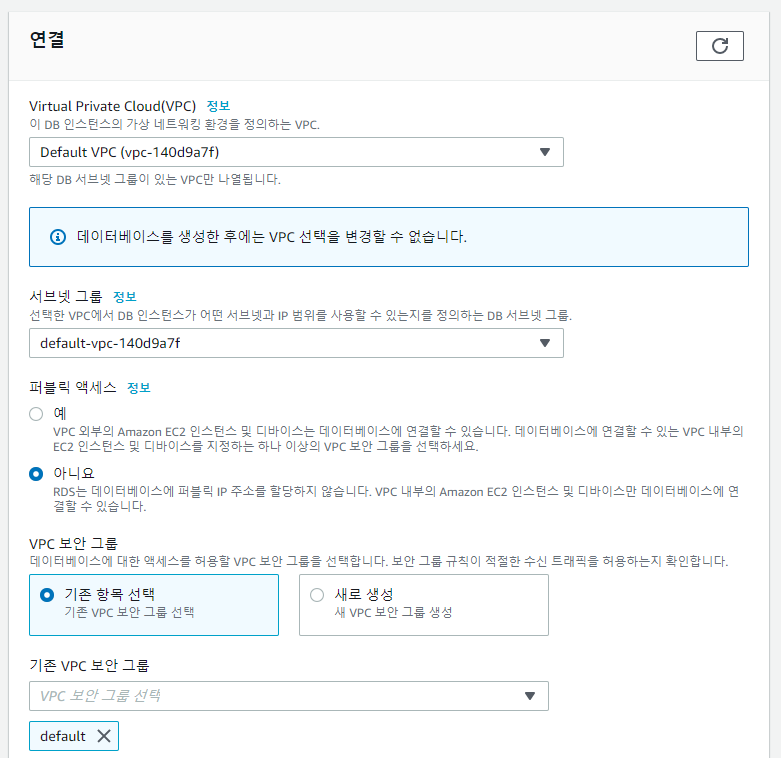 연결
Virtual Private Cloud(VPC) 정보
이 DB 인스턴스의 가상 네트워킹 환경을 정의하는 VPC.
Default VPC (vpc-140d9a7f)
해당 DB 서브넷 그룹이 있는 VPC만 나열됩니다.
데이터베이스를 생성한 후에는 VPC 선택을 변경할 수 없습니다.
서브넷 그룹 정보
선택한 VPC에서 DB 인스턴스가 어떤 서브넷과 IP 범위를 사용할 수 있는지를 정의하는 DB 서브넷 그룹.
default-vpc-140d9a7f
퍼블릭 액세스 정보
예
VPC 외부의 Amazon EC2 인스턴스 및 디바이스는 데이터베이스에 연결할 수 있습니다. 데이터베이스에 연결할 수 있는 VPC 내부의
EC2 인스턴스 및 디바이스를 지정하는 하나 이상의 VPC 보안 그룹을 선택하세요.
아니요
RDS는 데이터베이스에 퍼블릭 IP 주소를 할당하지 않습니다. VPC 내부의 Amazon EC2 인스턴스 및 디바이스만 데이터베이스에 연
결할 수 있습니다.
VPC 보안 그룹
데이터베이스에 대한 액세스를 허용할 VPC 보안 그룹을 선택합니다. 보안 그룹 규칙이 적절한 수신 트래픽을 허용하는지 확인합니다.
기존 항목 선택
기존 VPC 보안 그룹 선택
새로 생성
새 VPC 보안 그룹 생성
기존 VPC 보안 그룹
VPC 보안 그룹 선택
default